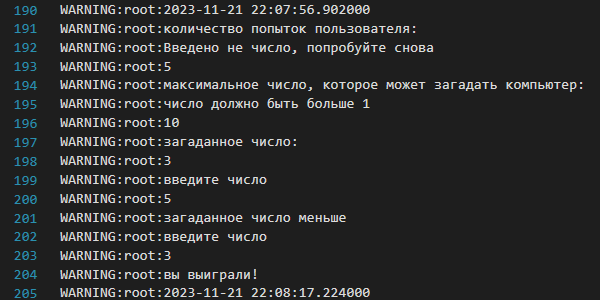 190 WARNING:root:2023-11-21 22:07:56.902000
191 WARNING:root:количество попыток пользователя:
192 WARNING:root:Введено не число, попробуйте снова
193 WARNING:root:5
194 WARNING:root:максимальное число, которое может загадать компьютер:
195 WARNING:root:число должно быть больше 1
196 WARNING:root:10
197 WARNING:root:загаданное число:
198 WARNING:root:3
199 WARNING:root:введите число
200 WARNING:root:5
201 WARNING:root:загаданное число меньше
202 WARNING:root:введите число
203 WARNING:root:3
204 WARNING:root:вы выиграли!
205 WARNING:root:2023-11-21 22:08:17.224000